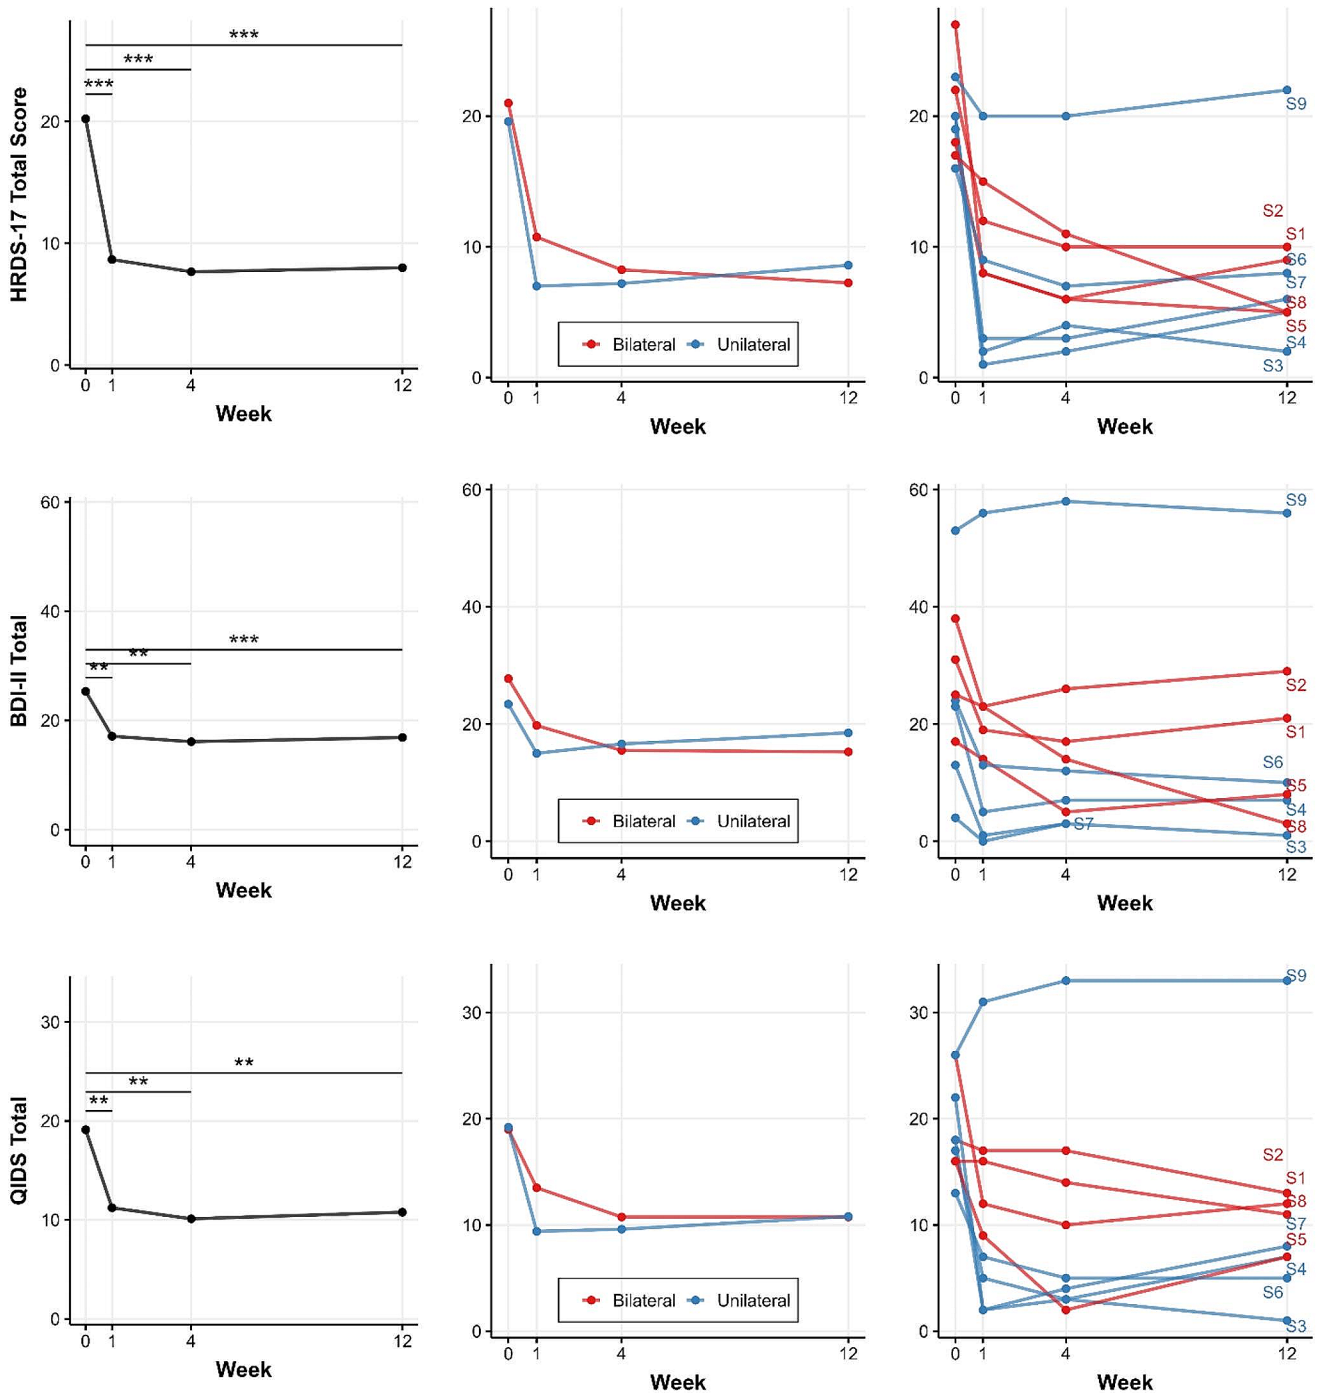 HRDS-17 Total Score
20
10
0
***
***
***
0 1 4 12
Week
20
10
0
Bilateral Unilateral
0 1 4 12
Week
20
10
0
S9
S2
S1
S6
S7
S8
S5
S4
S3
0 1 4 12
Week
BDI-II Total
60
40
20
0
***
**
**
0 1 4 12
Week
60
40
20
0
Bilateral Unilateral
0 1 4 12
Week
60
40
20
0
S9
S2
S1
S6
S5
S4
S7
S8
S3
0 1 4 12
Week
QIDS Total
30
20
10
0
**
**
**
0 1 4 12
Week
30
20
10
0
Bilateral Unilateral
0 1 4 12
Week
30
20
10
0
S9
S2
S1
S8
S7
S5
S4
S6
S3
0 1 4 12
Week